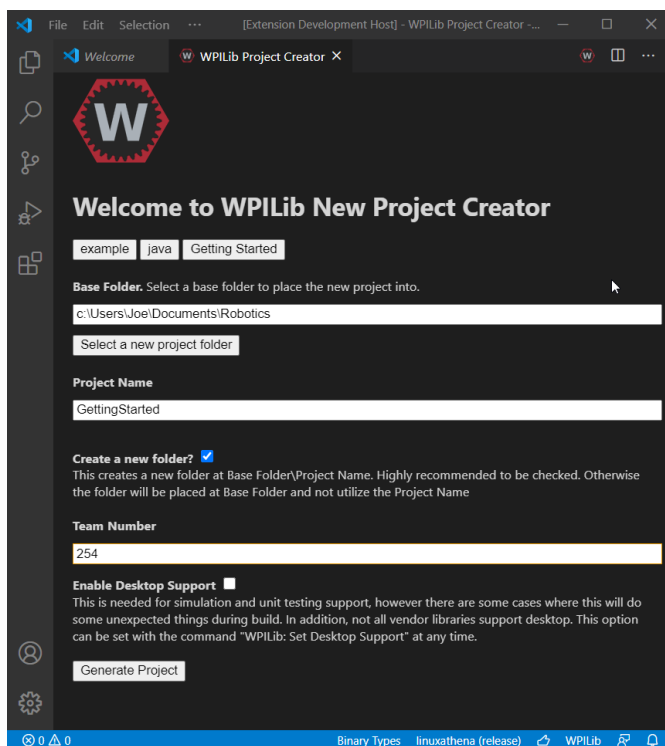 File Edit Selection ··· [Extension Development Host] - WPILib Project Creator -...
Welcome WPILib Project Creator
W
Welcome to WPILib New Project Creator
example java Getting Started
Base Folder. Select a base folder to place the new project into.
c:\Users\Joe\Documents\Robotics
Select a new project folder
Project Name
GettingStarted
Create a new folder?
This creates a new folder at Base Folder\Project Name. Highly recommended to be checked. Otherwise
the folder will be placed at Base Folder and not utilize the Project Name
Team Number
254
Enable Desktop Support
This is needed for simulation and unit testing support, however there are some cases where this will do
some unexpected things during build. In addition, not all vendor libraries support desktop. This option
can be set with the command "WPILib: Set Desktop Support" at any time.
Generate Project
0 0 Binary Types linuxathena (release) WPILib